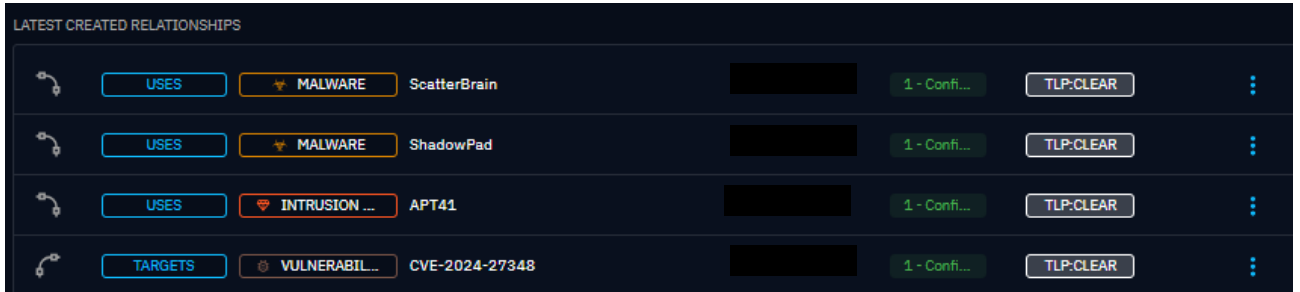 LATEST CREATED RELATIONSHIPS
USES MALWARE ScatterBrain 1 - Confi... TLP:CLEAR
USES MALWARE ShadowPad 1 - Confi... TLP:CLEAR
USES INTRUSION ... APT41 1 - Confi... TLP:CLEAR
TARGETS VULNERABIL... CVE-2024-27348 1 - Confi... TLP:CLEAR